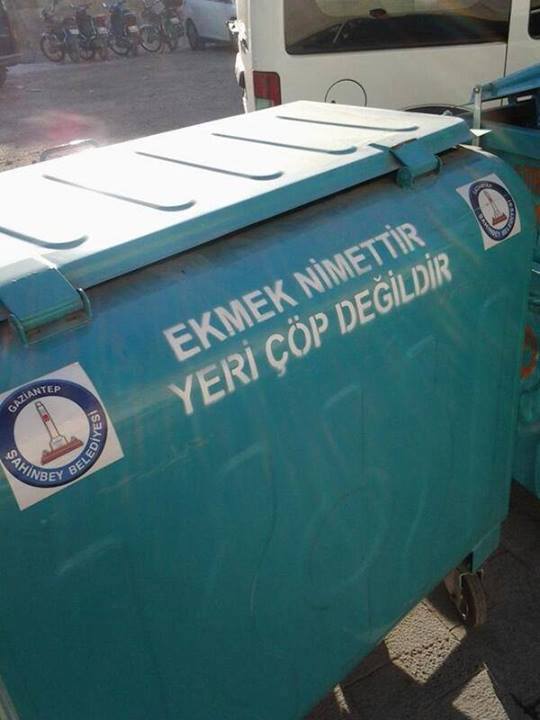 EKMEK NİMETTİR
YERİ ÇÖP DEĞİLDİR
GAZİANTEP
ŞAHİNBEY BELEDİYESİ